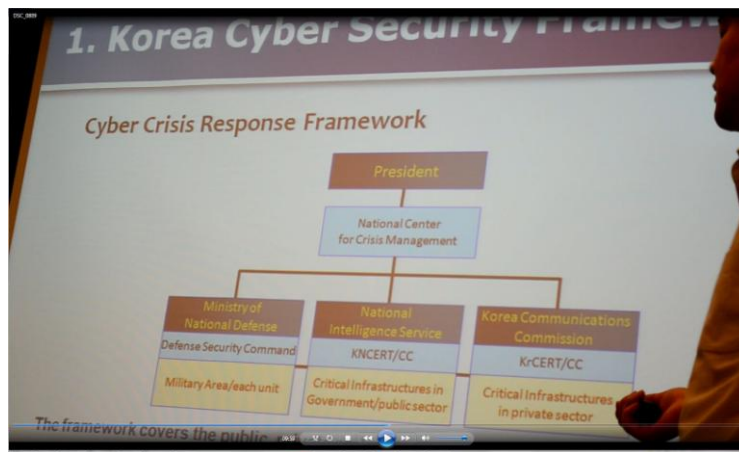 DSC_0809
1. Korea Cyber Security Framew
Cyber Crisis Response Framework
President
National Center
for Crisis Management
Ministry of
National Defense
Defense Security Command
Military Area/each unit
National
Intelligence Service
KNCERT/CC
Critical Infrastructures in
Government/public sector
Korea Communications
Commission
KrCERT/CC
Critical Infrastructures
in private sector
The framework covers the public